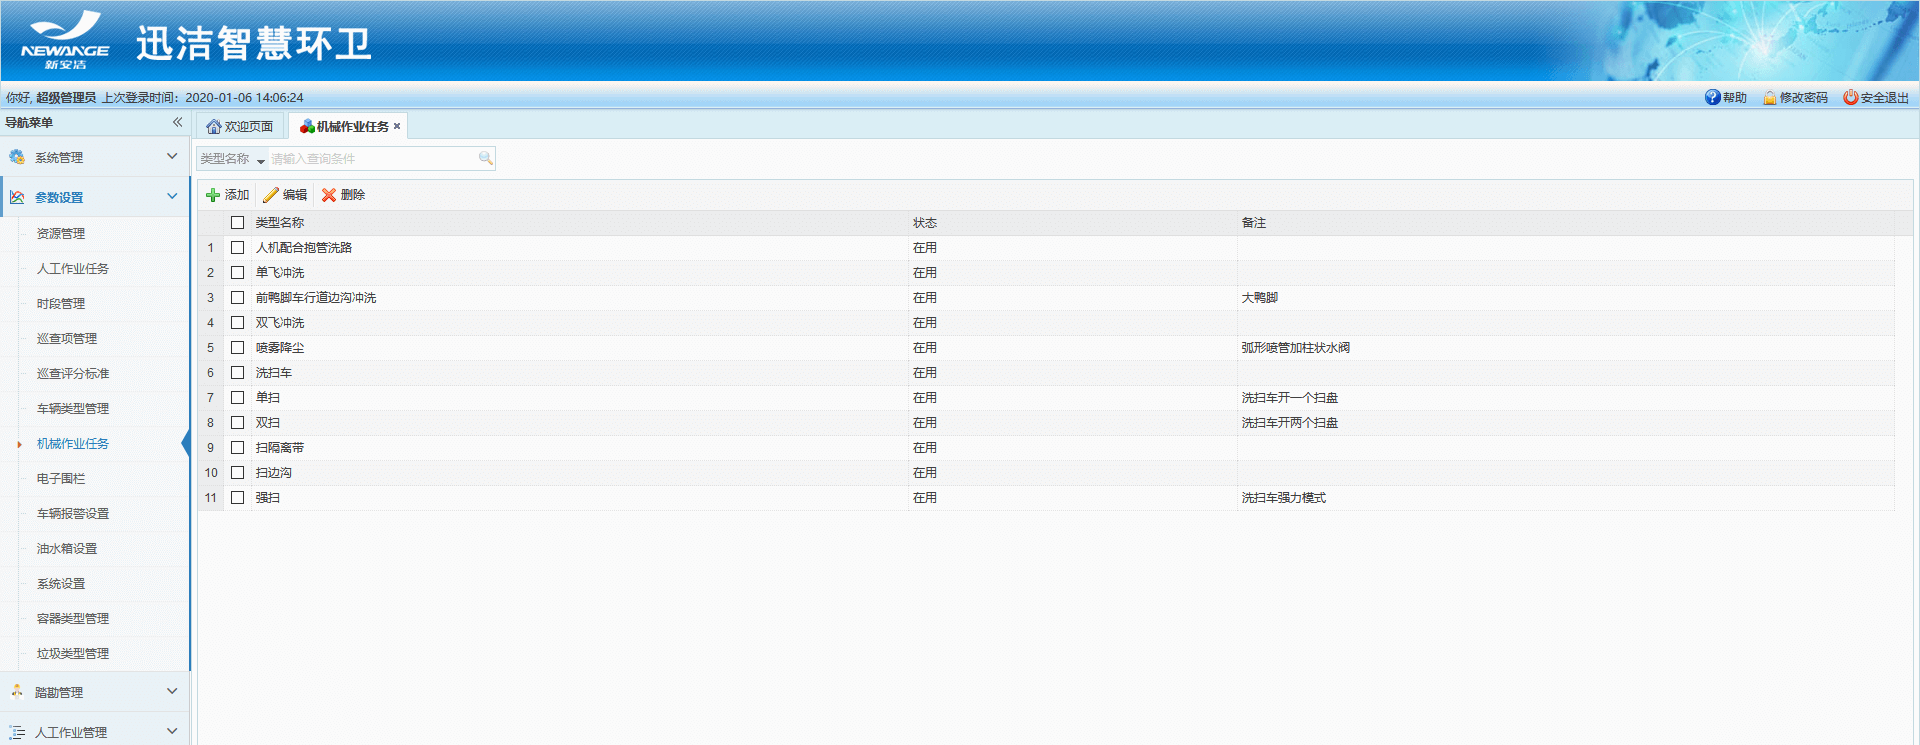 NEWANGE
新安洁
迅洁智慧环卫
你好, 超级管理员 上次登录时间：2020-01-06 14:06:24
帮助 修改密码 安全退出
导航菜单
欢迎页面 机械作业任务
系统管理
参数设置
资源管理
人工作业任务
时段管理
巡查项管理
巡查评分标准
车辆类型管理
机械作业任务
电子围栏
车辆报警设置
油水箱设置
系统设置
容器类型管理
垃圾类型管理
踏勘管理
人工作业管理
类型名称 请输入查询条件
添加 编辑 删除
类型名称 状态 备注
1 人机配合抱管洗路 在用
2 单飞冲洗 在用
3 前鸭脚车行道边沟冲洗 在用 大鸭脚
4 双飞冲洗 在用
5 喷雾降尘 在用 弧形喷管加柱状水阀
6 洗扫车 在用
7 单扫 在用 洗扫车开一个扫盘
8 双扫 在用 洗扫车开两个扫盘
9 扫隔离带 在用
10 扫边沟 在用
11 强扫 在用 洗扫车强力模式